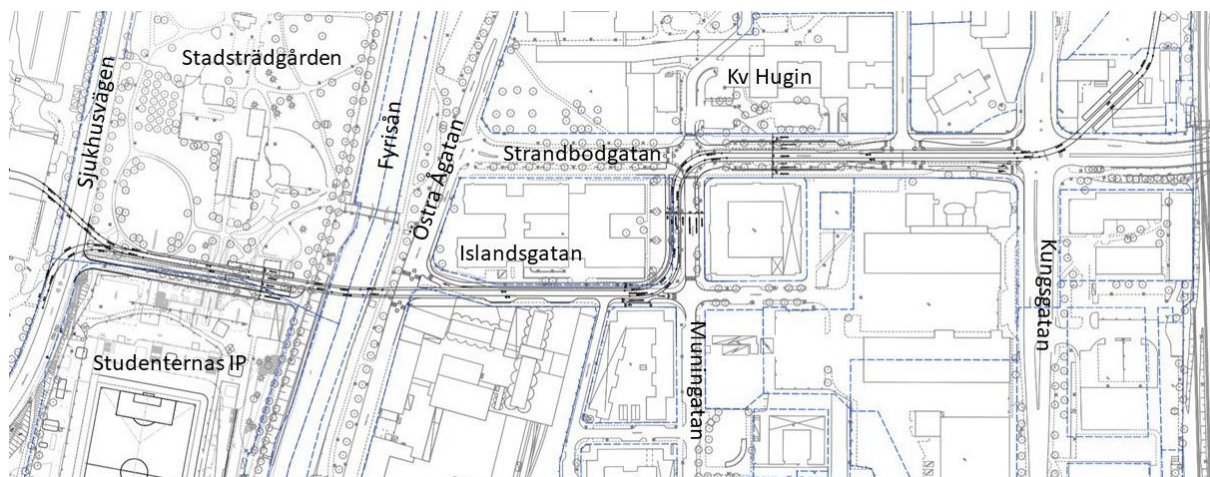 Stadsträdgården
Kv Hugin
Sjukhusvägen
Fyrisån
Östra Ågatan
Strandbodgatan
Islandsgatan
Kungsgatan
Studenternas IP
Muningatan